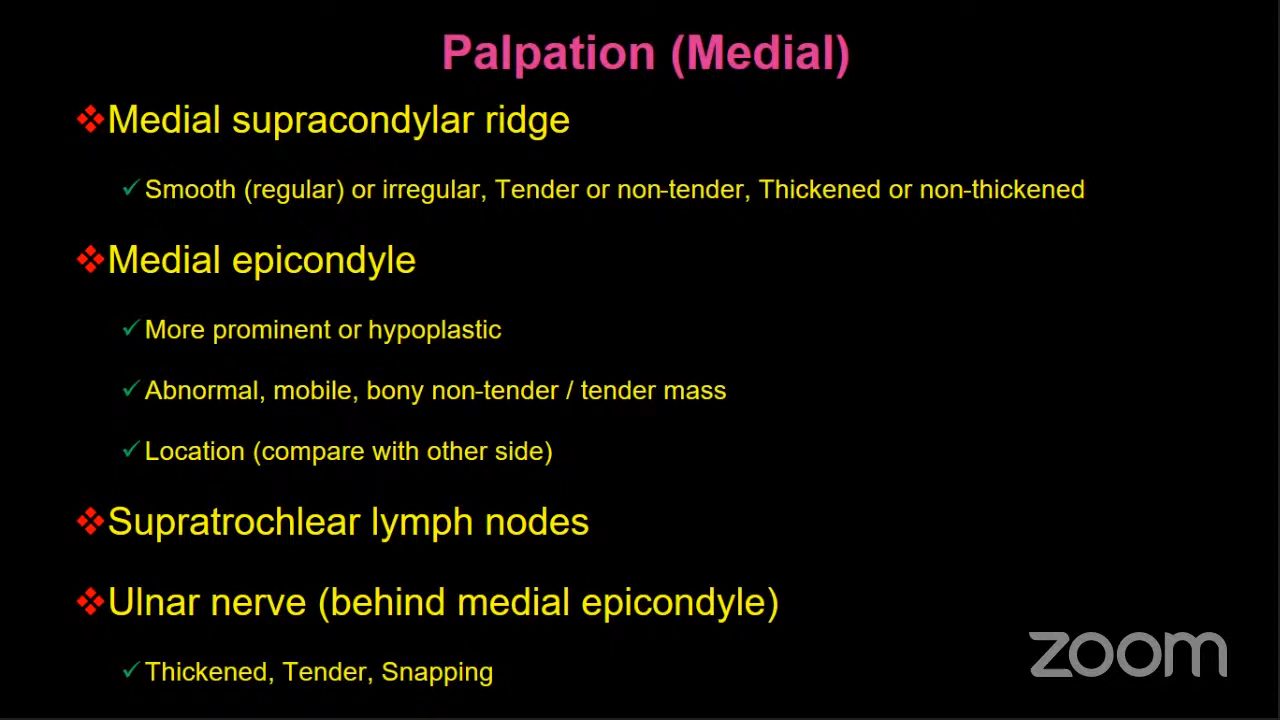 Palpation (Medial)
❖Medial supracondylar ridge
✓Smooth (regular) or irregular, Tender or non-tender, Thickened or non-thickened
❖Medial epicondyle
✓More prominent or hypoplastic
✓Abnormal, mobile, bony non-tender / tender mass
✓Location (compare with other side)
❖Supratrochlear lymph nodes
❖Ulnar nerve (behind medial epicondyle)
✓Thickened, Tender, Snapping
zoom